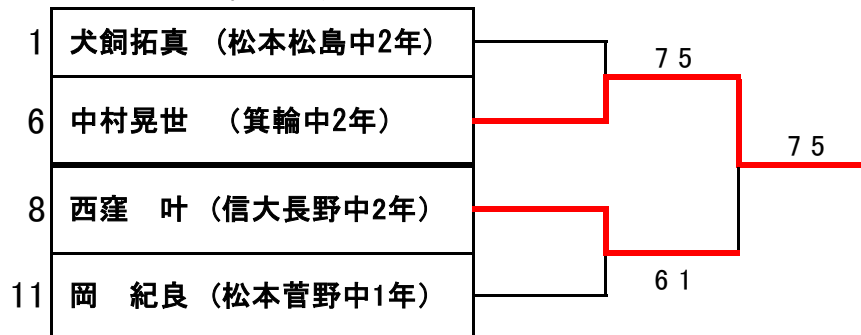 1 犬飼拓真 (松本松島中2年)
7 5
6 中村晃世 (箕輪中2年)
7 5
8 西窪 叶 (信大長野中2年)
6 1
11 岡 紀良 (松本菅野中1年)